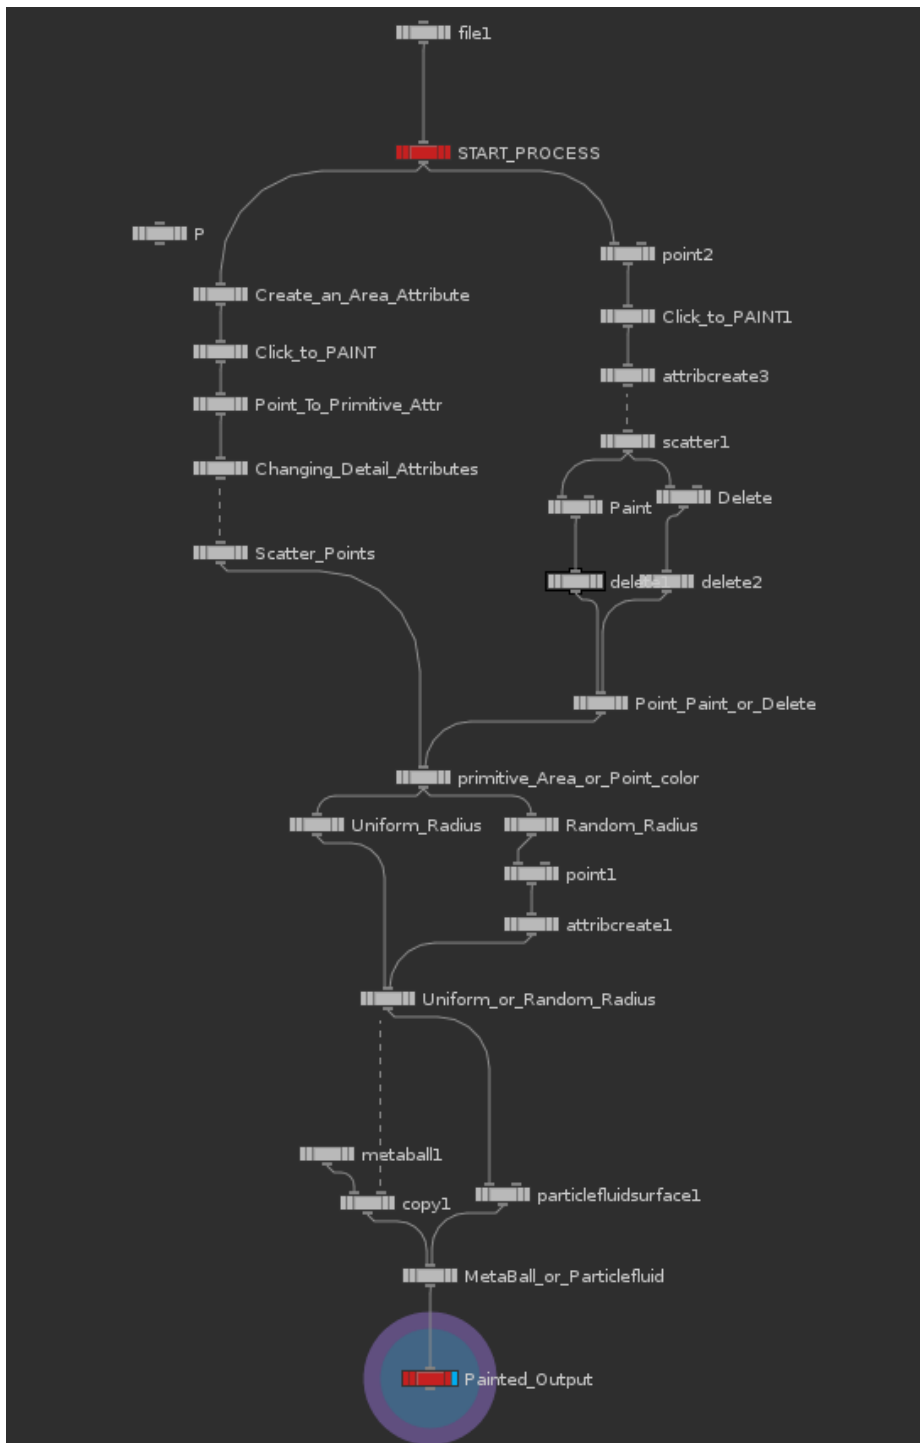 file1
START_PROCESS
P
point2
Create_an_Area_Attribute
Click_to_PAINT1
Click_to_PAINT
attribcreate3
Point_To_Primitive_Attr
scatter1
Changing_Detail_Attributes
Delete
Paint
Scatter_Points
delete1
delete2
Point_Paint_or_Delete
primitive_Area_or_Point_color
Uniform_Radius
Random_Radius
point1
attribcreate1
Uniform_or_Random_Radius
metaball1
particlefluidsurface1
copy1
MetaBall_or_Particlefluid
Painted_Output